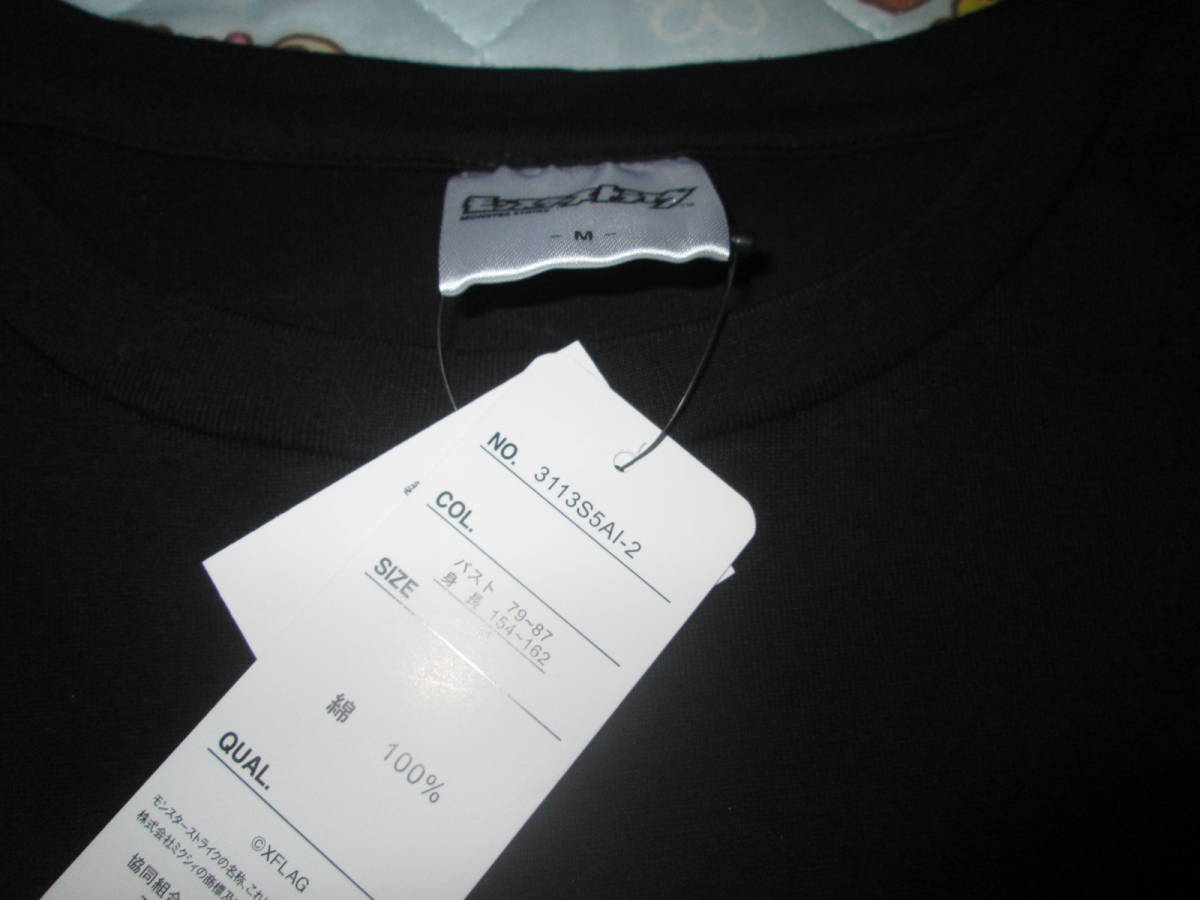 モンスターストライク
MONSTER STRIKE
- M -
NO. 3113S5AI-2
COL.
バスト 79~87
SIZE 身長 154~162
綿 100%
QUAL.
©XFLAG
モンスターストライクの名称、これ
株式会社ミクシィの商標及
協同組合